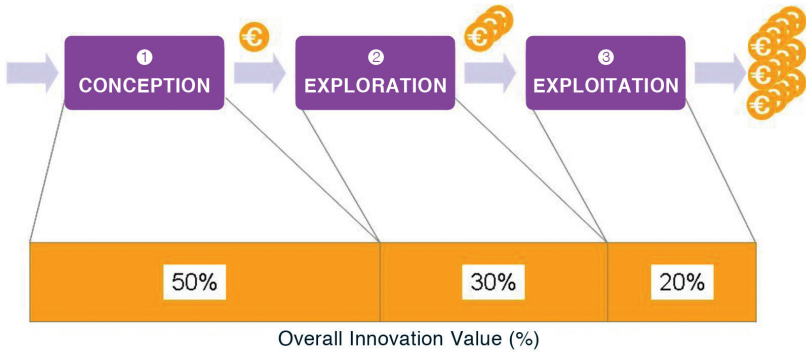 ❶
CONCEPTION
€
❷
EXPLORATION
€
❸
EXPLOITATION
€
€
€
50%
30%
20%
Overall Innovation Value (%)